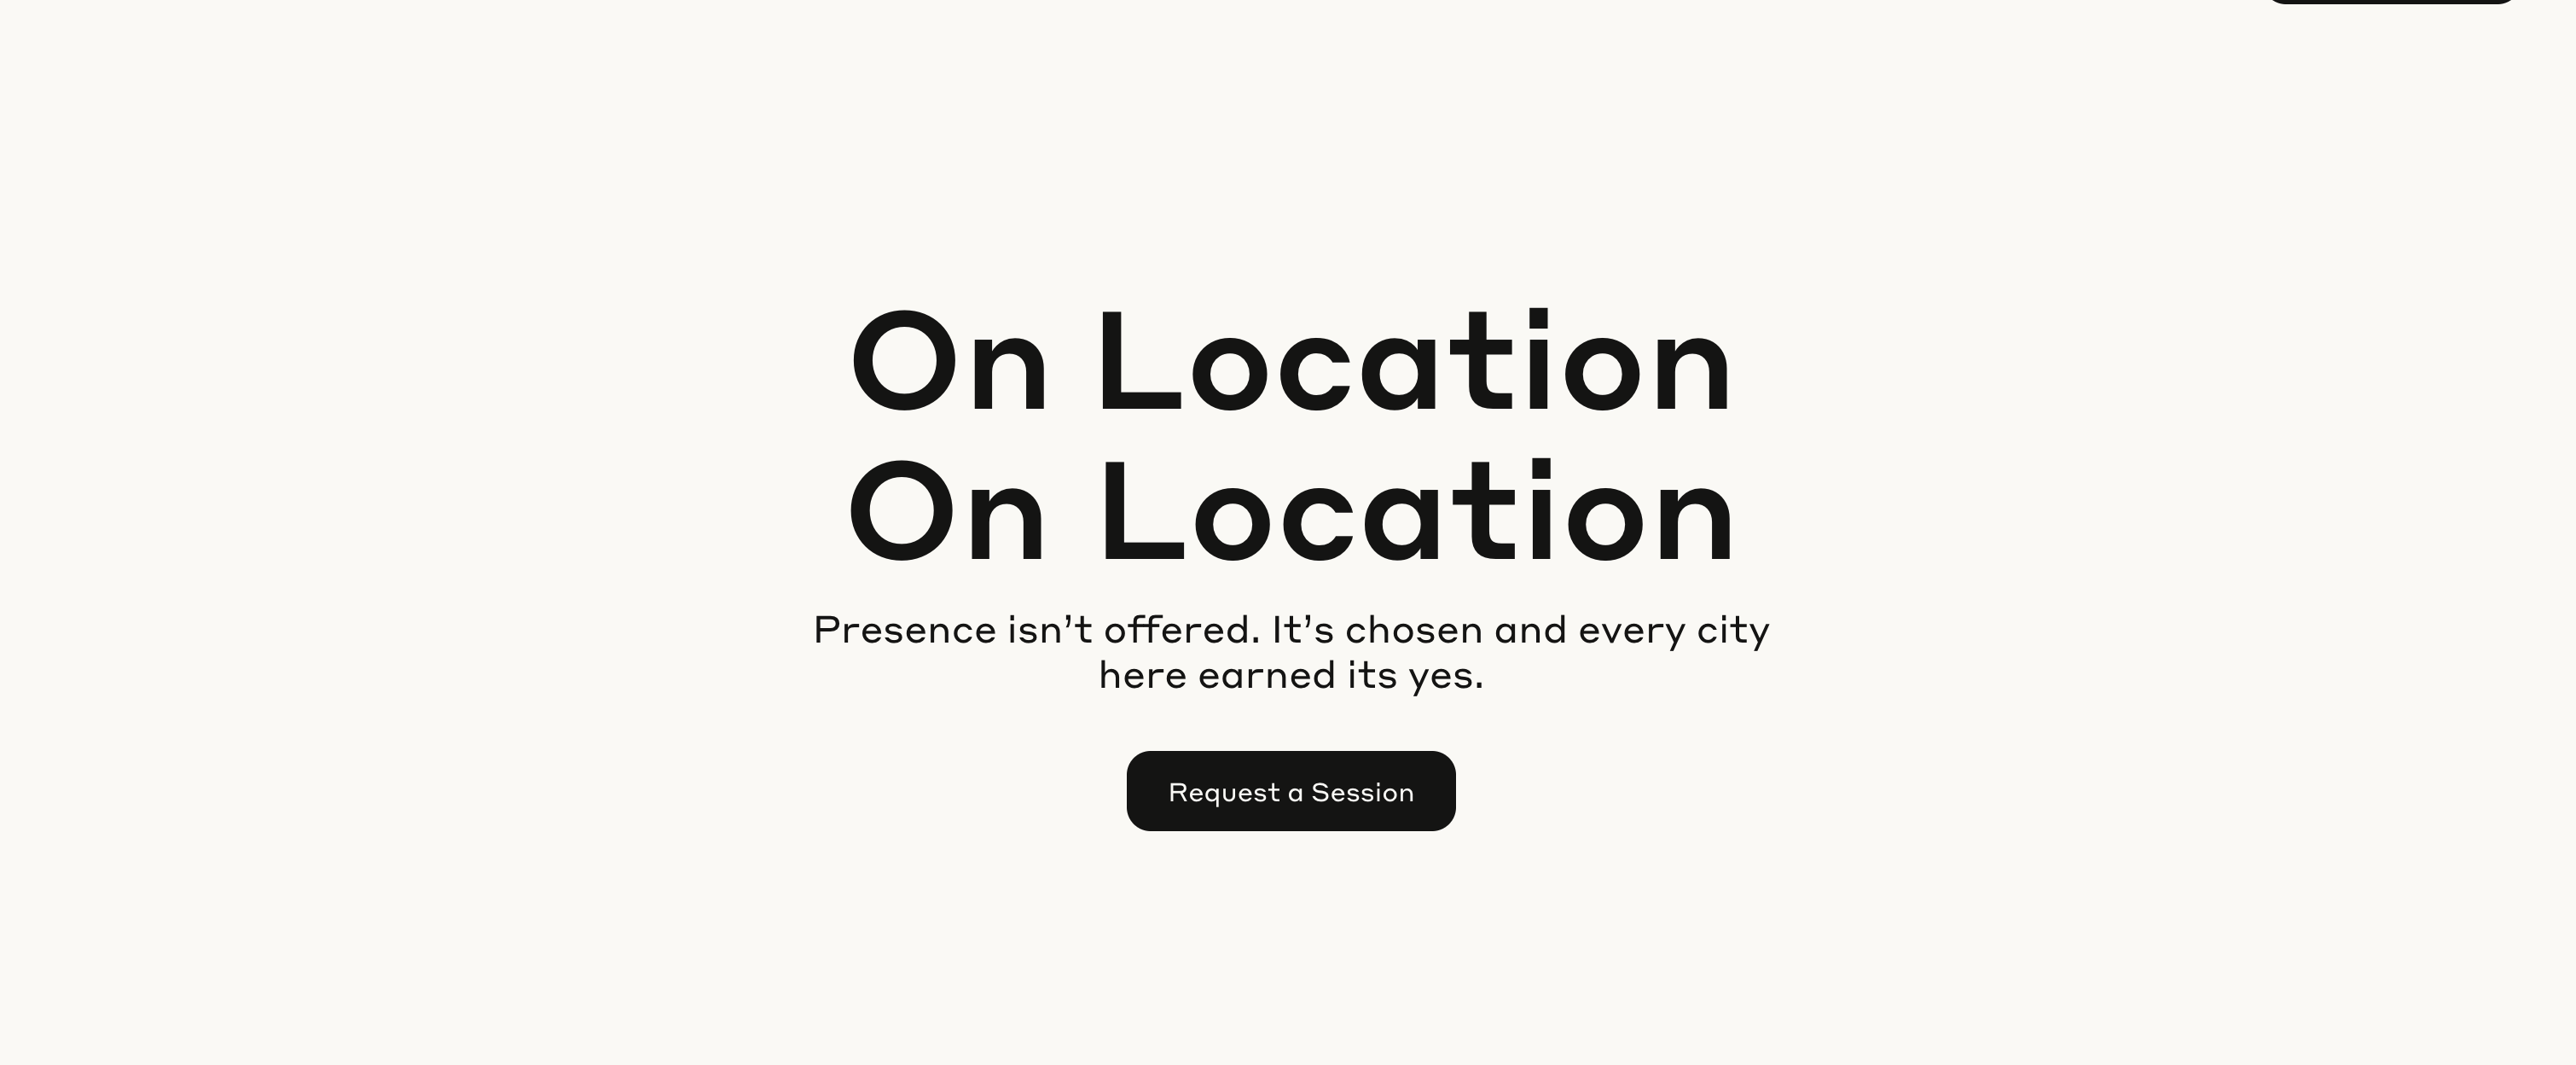 On Location
On Location
Presence isn’t offered. It’s chosen and every city
here earned its yes.
Request a Session